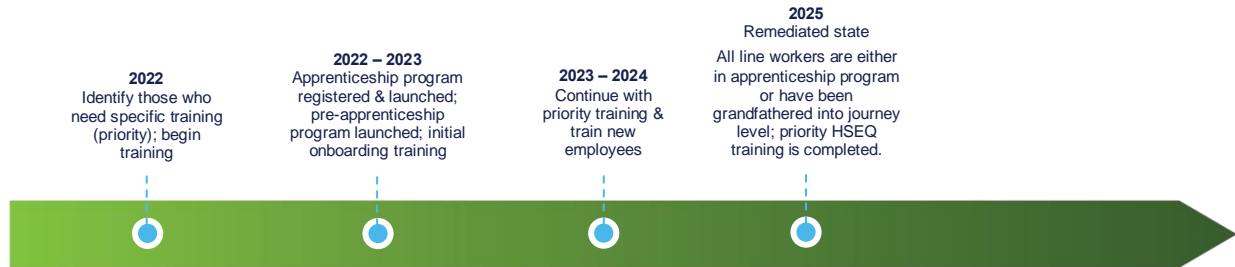 2022
Identify those who
need specific training
(priority); begin
training
2022 – 2023
Apprenticeship program
registered & launched;
pre-apprenticeship
program launched; initial
onboarding training
2023 – 2024
Continue with
priority training &
train new
employees
2025
Remediated state
All line workers are either
in apprenticeship program
or have been
grandfathered into journey
level; priority HSEQ
training is completed.